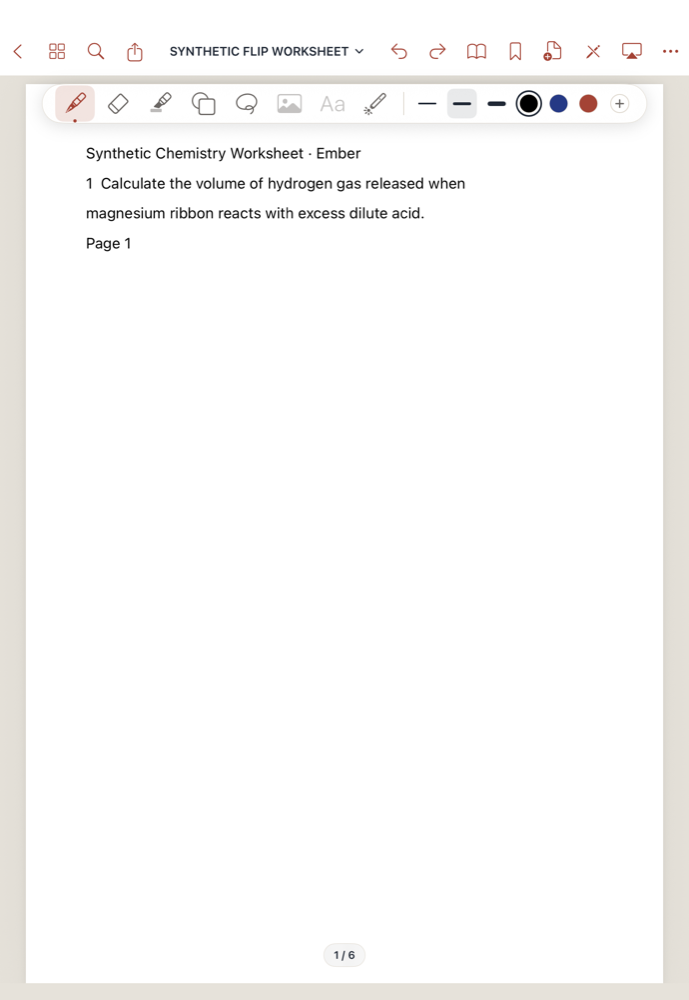 SYNTHETIC FLIP WORKSHEET
Aa
Synthetic Chemistry Worksheet · Ember
1 Calculate the volume of hydrogen gas released when
magnesium ribbon reacts with excess dilute acid.
Page 1
1 / 6